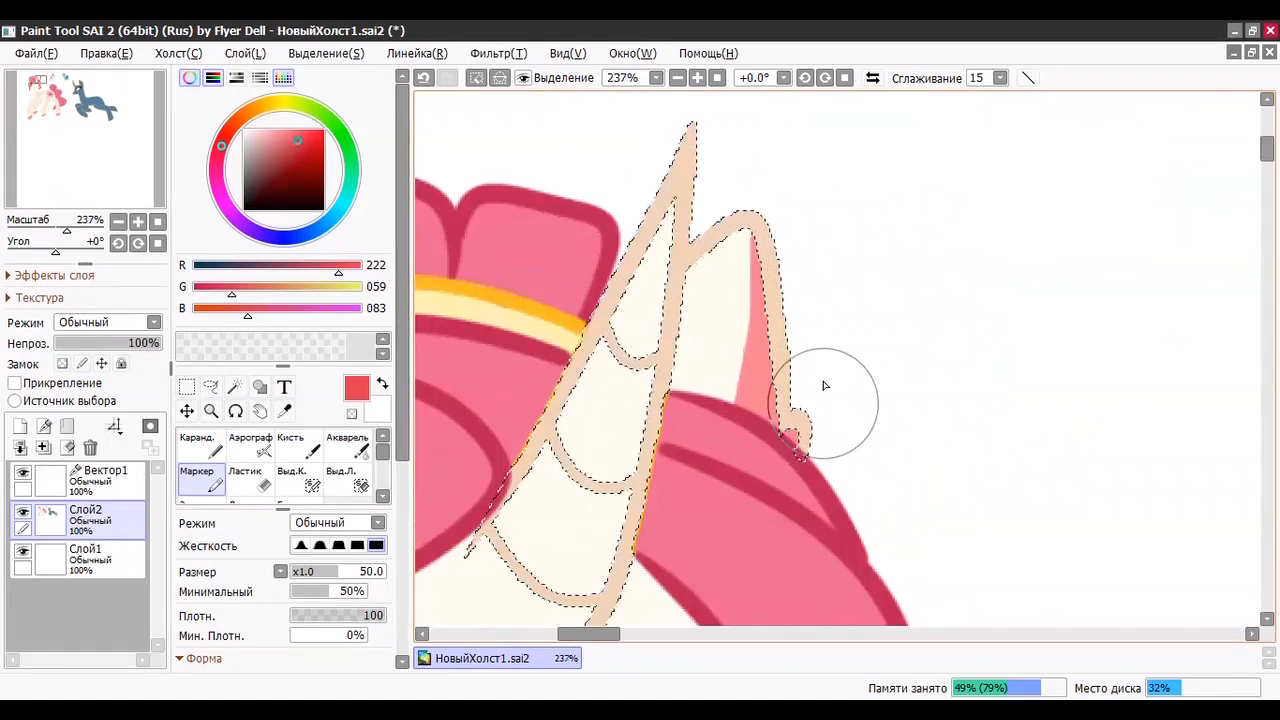 Paint Tool SAI 2 (64bit) (Rus) by Flyer Dell - НовыйХолст1.sai2 (*)
Файл(F) Правка(E) Холст(C) Слой(L) Выделение(S) Линейка(R) Фильтр(T) Вид(V) Окно(W) Помощь(H)
Выделение 237% +0.0° Сглаживание 15
Масштаб 237%
Угол +0°
Эффекты слоя
Текстура
Режим Обычный
Непроз. 100%
Замок
Прикрепление
Источник выбора
Вектор1
Обычный
100%
Слой2
Обычный
100%
Слой1
Обычный
100%
R 222
G 059
B 083
T
Каранд. Аэрограф Кисть Акварель
Маркер Ластик Выд.К. Выд.Л.
Режим Обычный
Жесткость
Размер x1.0 50.0
Минимальный 50%
Плотн. 100
Мин. Плотн. 0%
Форма
НовыйХолст1.sai2 237%
Памяти занято 49% (79%) Место диска 32%